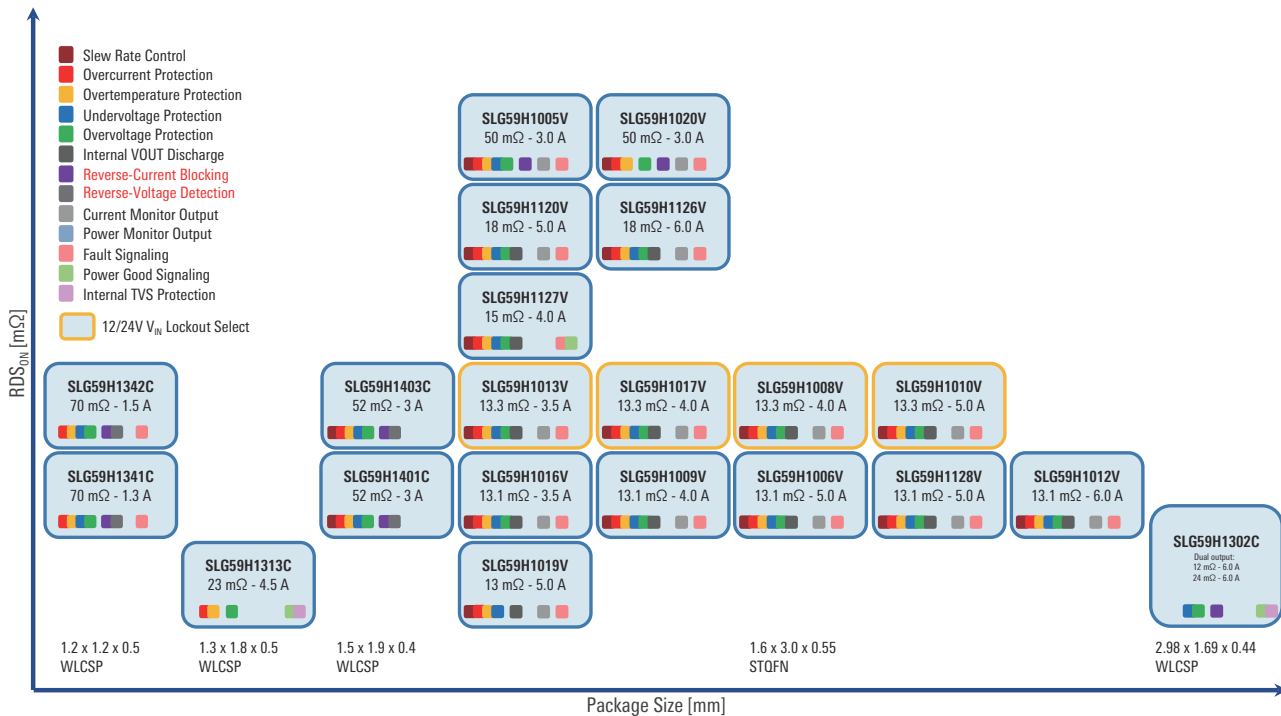 Slew Rate Control
Overcurrent Protection
Overtemperature Protection
Undervoltage Protection
Overvoltage Protection
Internal VOUT Discharge
Reverse-Current Blocking
Reverse-Voltage Detection
Current Monitor Output
Power Monitor Output
Fault Signaling
Power Good Signaling
Internal TVS Protection
12/24V VIN Lockout Select
RDSON [mΩ]
SLG59H1005V
50 mΩ - 3.0 A
SLG59H1020V
50 mΩ - 3.0 A
SLG59H1120V
18 mΩ - 5.0 A
SLG59H1126V
18 mΩ - 6.0 A
SLG59H1127V
15 mΩ - 4.0 A
SLG59H1342C
70 mΩ - 1.5 A
SLG59H1403C
52 mΩ - 3 A
SLG59H1013V
13.3 mΩ - 3.5 A
SLG59H1017V
13.3 mΩ - 4.0 A
SLG59H1008V
13.3 mΩ - 4.0 A
SLG59H1010V
13.3 mΩ - 5.0 A
SLG59H1341C
70 mΩ - 1.3 A
SLG59H1401C
52 mΩ - 3 A
SLG59H1016V
13.1 mΩ - 3.5 A
SLG59H1009V
13.1 mΩ - 4.0 A
SLG59H1006V
13.1 mΩ - 5.0 A
SLG59H1128V
13.1 mΩ - 5.0 A
SLG59H1012V
13.1 mΩ - 6.0 A
SLG59H1313C
23 mΩ - 4.5 A
SLG59H1019V
13 mΩ - 5.0 A
SLG59H1302C
Dual output:
12 mΩ - 6.0 A
24 mΩ - 6.0 A
1.2 x 1.2 x 0.5
WLCSP
1.3 x 1.8 x 0.5
WLCSP
1.5 x 1.9 x 0.4
WLCSP
1.6 x 3.0 x 0.55
STQFN
2.98 x 1.69 x 0.44
WLCSP
Package Size [mm]